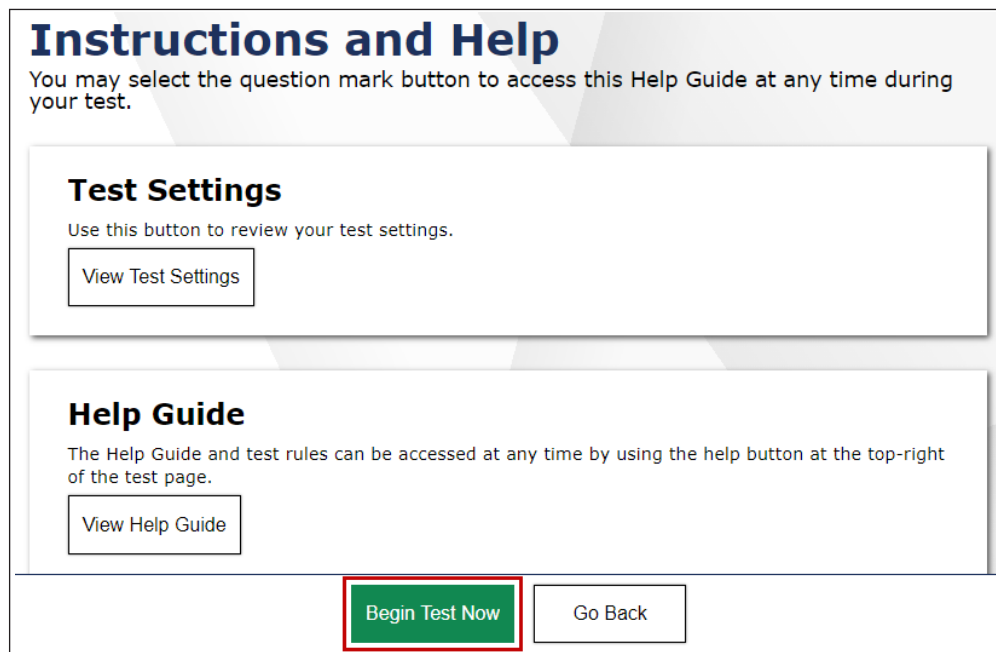 Instructions and Help
You may select the question mark button to access this Help Guide at any time during
your test.
Test Settings
Use this button to review your test settings.
View Test Settings
Help Guide
The Help Guide and test rules can be accessed at any time by using the help button at the top-right
of the test page.
View Help Guide
Begin Test Now
Go Back